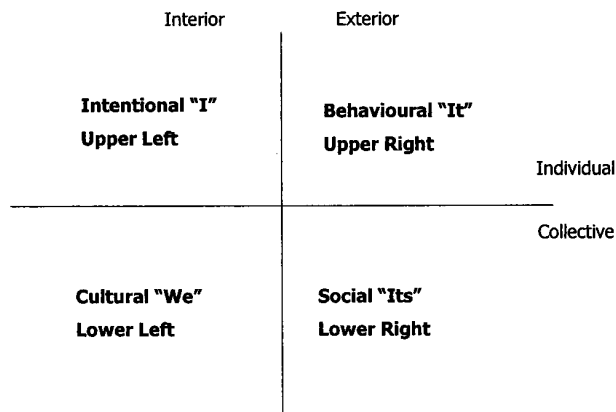 Interior Exterior
Intentional "I"
Upper Left
Behavioural "It"
Upper Right
Individual
Collective
Cultural "We"
Lower Left
Social "Its"
Lower Right